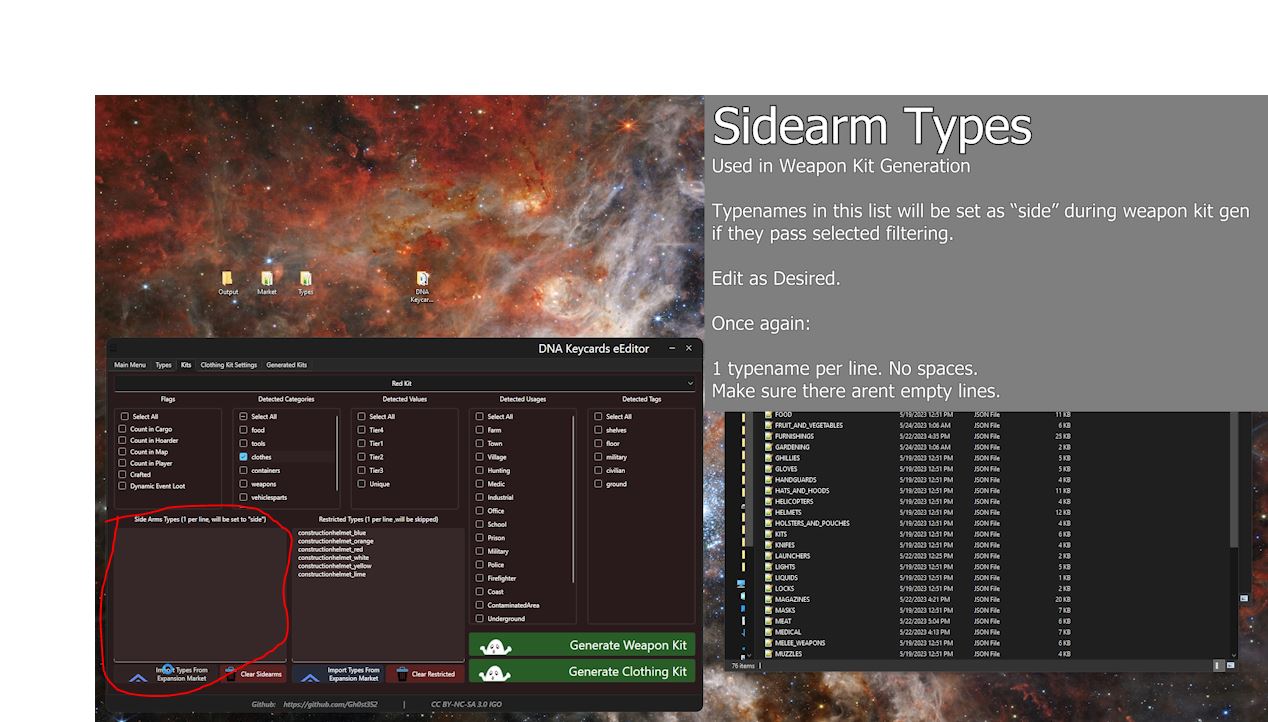 Sidearm Types
Used in Weapon Kit Generation
Typenames in this list will be set as “side” during weapon kit gen
if they pass selected filtering.
Edit as Desired.
Once again:
1 typename per line. No spaces.
Make sure there arent empty lines.
Output
Market
Types
DNA
Keycar...
DNA Keycards eEditor
Main Menu Types Kits Clothing Kit Settings Generated Kits
Red Kit
Flags
Select All
Count in Cargo
Count in Hoarder
Count in Map
Count in Player
Crafted
Dynamic Event Loot
Detected Categories
Select All
food
tools
clothes
containers
weapons
vehiclesparts
Detected Values
Select All
Tier4
Tier1
Tier2
Tier3
Unique
Detected Usages
Select All
Farm
Town
Village
Hunting
Medic
Industrial
Office
School
Prison
Military
Police
Firefighter
Coast
ContaminatedArea
Underground
Detected Tags
Select All
shelves
floor
military
civilian
ground
Side Arms Types (1 per line, will be set to "side")
Restricted Types (1 per line ,will be skipped)
constructionhelmet_blue
constructionhelmet_orange
constructionhelmet_red
constructionhelmet_white
constructionhelmet_yellow
constructionhelmet_lime
Import Types From
Expansion Market
Clear Sidearms
Import Types From
Expansion Market
Clear Restricted
Generate Weapon Kit
Generate Clothing Kit
Github: https://github.com/Gh0st352 | CC BY-NC-SA 3.0 IGO
FOOD 5/19/2023 12:51 PM JSON File 11 KB
FRUIT_AND_VEGETABLES 5/24/2023 1:06 AM JSON File 6 KB
FURNISHINGS 5/22/2023 4:35 PM JSON File 23 KB
GARDENING 5/24/2023 1:06 AM JSON File 2 KB
GHILLIES 5/19/2023 12:51 PM JSON File 5 KB
GLOVES 5/19/2023 12:51 PM JSON File 5 KB
HANDGUARDS 5/19/2023 12:51 PM JSON File 4 KB
HATS_AND_HOODS 5/19/2023 12:51 PM JSON File 11 KB
HELICOPTERS 5/19/2023 12:51 PM JSON File 4 KB
HELMETS 5/19/2023 12:51 PM JSON File 12 KB
HOLSTERS_AND_POUCHES 5/19/2023 12:51 PM JSON File 4 KB
KITS 5/19/2023 12:51 PM JSON File 4 KB
KNIFES 5/19/2023 12:51 PM JSON File 4 KB
LAUNCHERS 5/22/2023 12:25 PM JSON File 2 KB
LIGHTS 5/19/2023 12:51 PM JSON File 5 KB
LIQUIDS 5/19/2023 12:51 PM JSON File 1 KB
LOCKS 5/19/2023 12:51 PM JSON File 2 KB
MAGAZINES 5/22/2023 4:21 PM JSON File 20 KB
MASKS 5/19/2023 12:51 PM JSON File 7 KB
MEAT 5/22/2023 5:04 PM JSON File 6 KB
MEDICAL 5/22/2023 4:13 PM JSON File 7 KB
MELEE_WEAPONS 5/19/2023 12:51 PM JSON File 6 KB
MUZZLES 5/19/2023 12:51 PM JSON File 4 KB
76 items